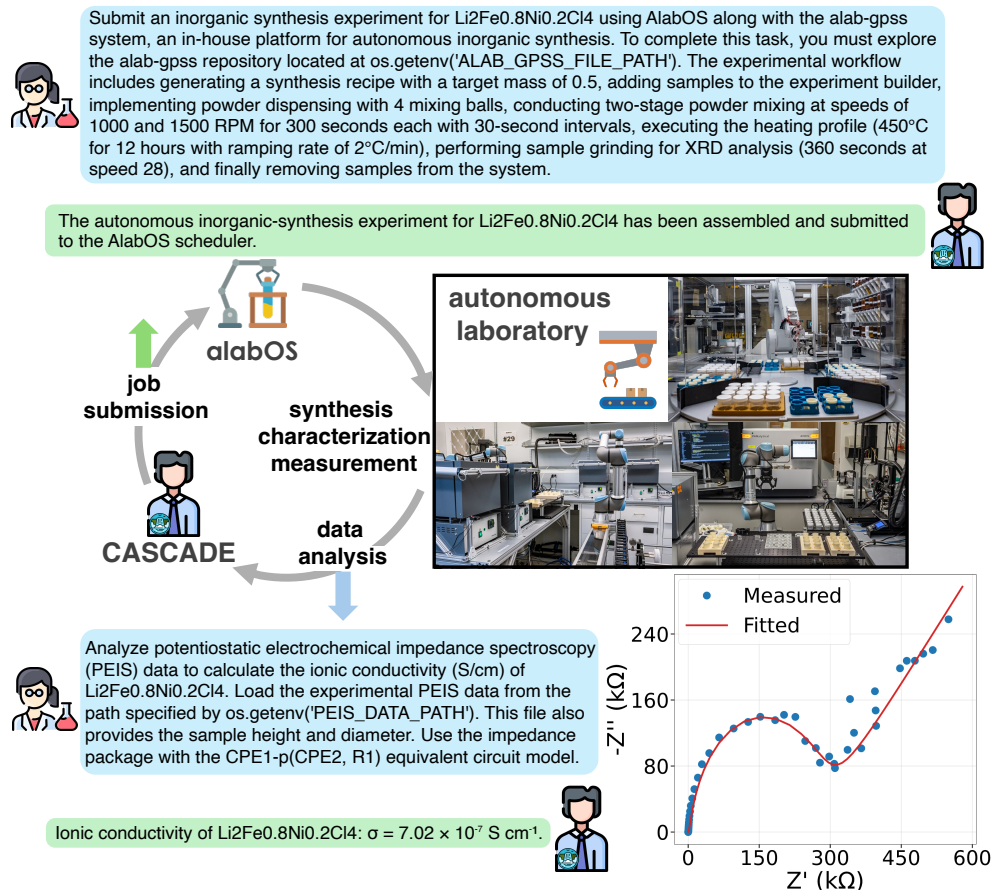 Submit an inorganic synthesis experiment for Li2Fe0.8Ni0.2Cl4 using AlabOS along with the alab-gpss
system, an in-house platform for autonomous inorganic synthesis. To complete this task, you must explore
the alab-gpss repository located at os.getenv('ALAB_GPSS_FILE_PATH'). The experimental workflow
includes generating a synthesis recipe with a target mass of 0.5, adding samples to the experiment builder,
implementing powder dispensing with 4 mixing balls, conducting two-stage powder mixing at speeds of
1000 and 1500 RPM for 300 seconds each with 30-second intervals, executing the heating profile (450°C
for 12 hours with ramping rate of 2°C/min), performing sample grinding for XRD analysis (360 seconds at
speed 28), and finally removing samples from the system.
The autonomous inorganic-synthesis experiment for Li2Fe0.8Ni0.2Cl4 has been assembled and submitted
to the AlabOS scheduler.
alabOS
job
submission
synthesis
characterization
measurement
data
analysis
CASCADE
autonomous
laboratory
#29
Analyze potentiostatic electrochemical impedance spectroscopy
(PEIS) data to calculate the ionic conductivity (S/cm) of
Li2Fe0.8Ni0.2Cl4. Load the experimental PEIS data from the
path specified by os.getenv('PEIS_DATA_PATH'). This file also
provides the sample height and diameter. Use the impedance
package with the CPE1-p(CPE2, R1) equivalent circuit model.
Ionic conductivity of Li2Fe0.8Ni0.2Cl4: σ = 7.02 × 10⁻⁷ S cm⁻¹.
Measured
Fitted
-Z'' (kΩ)
240
160
80
0
0 150 300 450 600
Z' (kΩ)